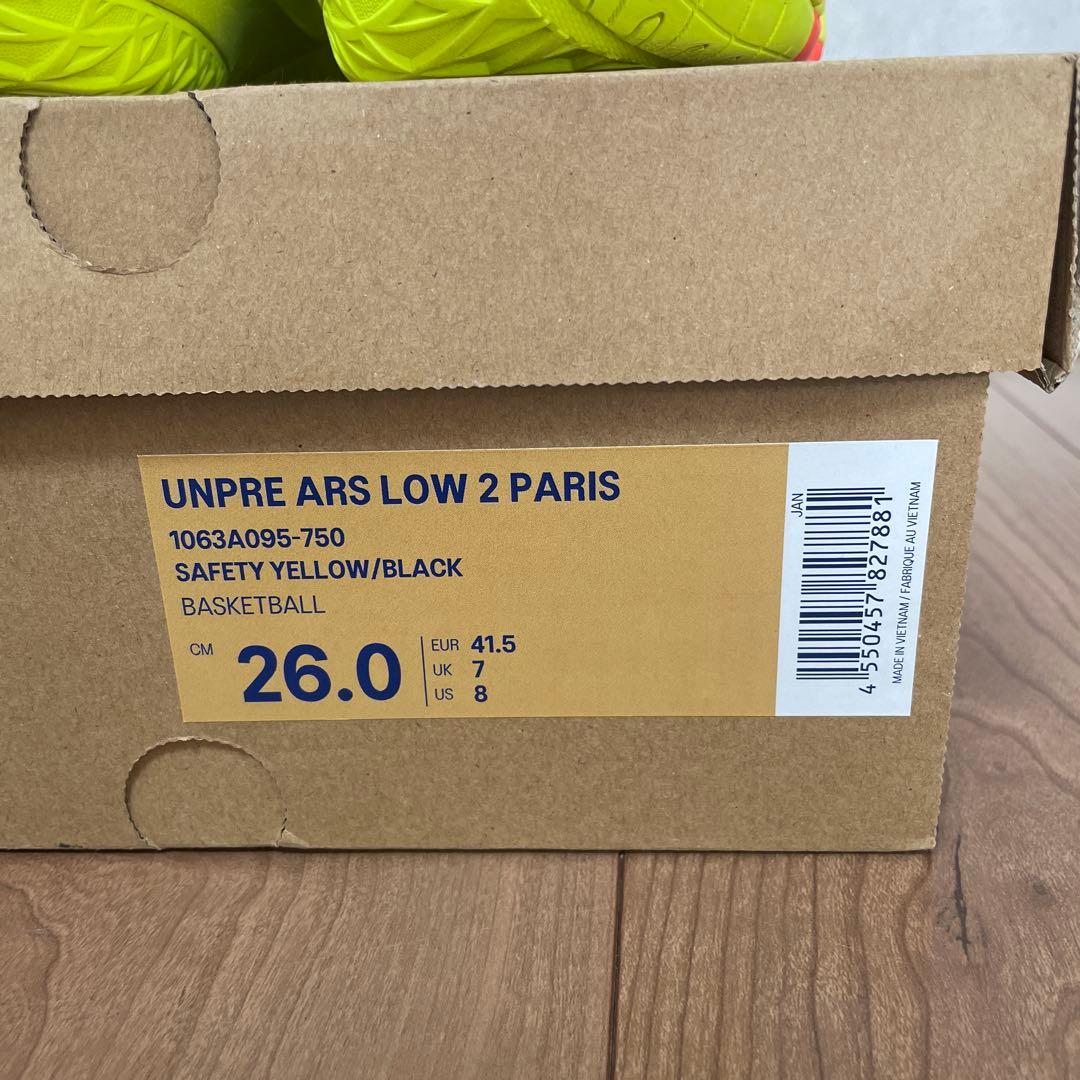 UNPRE ARS LOW 2 PARIS
1063A095-750
SAFETY YELLOW/BLACK
BASKETBALL
CM 26.0
EUR 41.5
UK 7
US 8
JAN
4 550457 827881
MADE IN VIETNAM / FABRIQUE AU VIETNAM